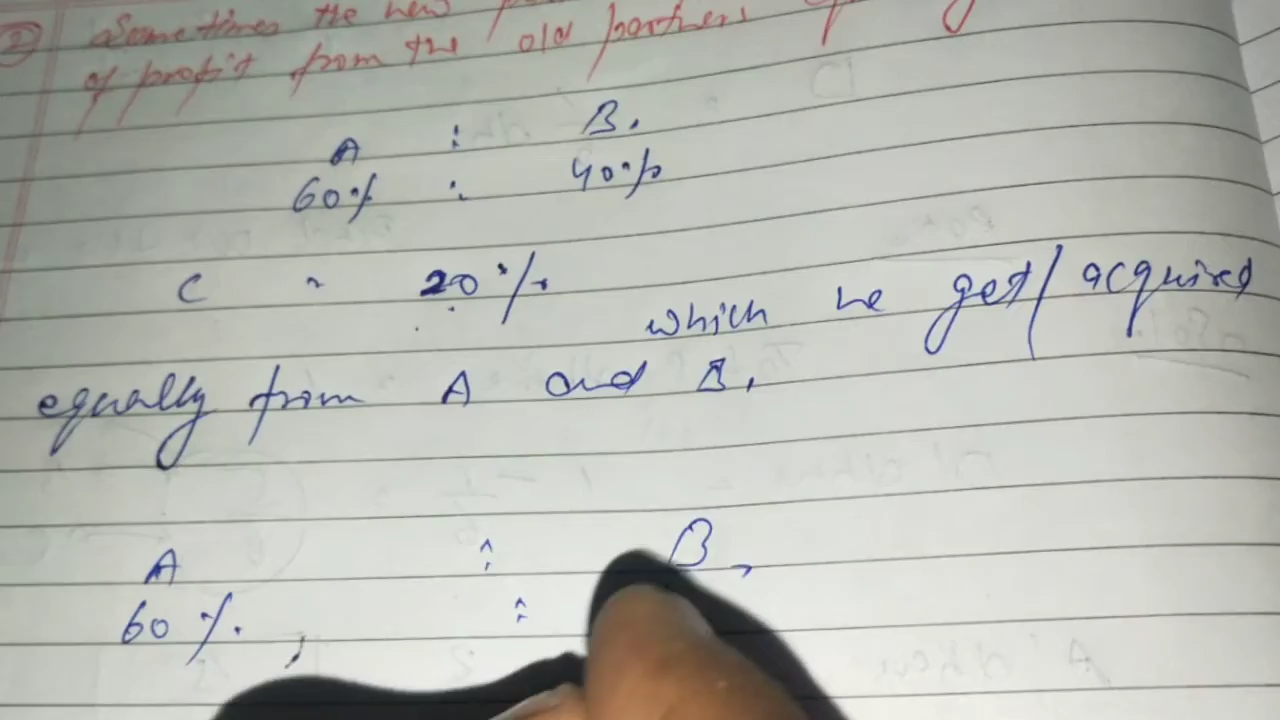 ② Sometimes the new
of profit from the old partners
A : B.
60% : 40%
C - 20%.
which he get/acquired
equally from A and B.
A : B,
60%. :